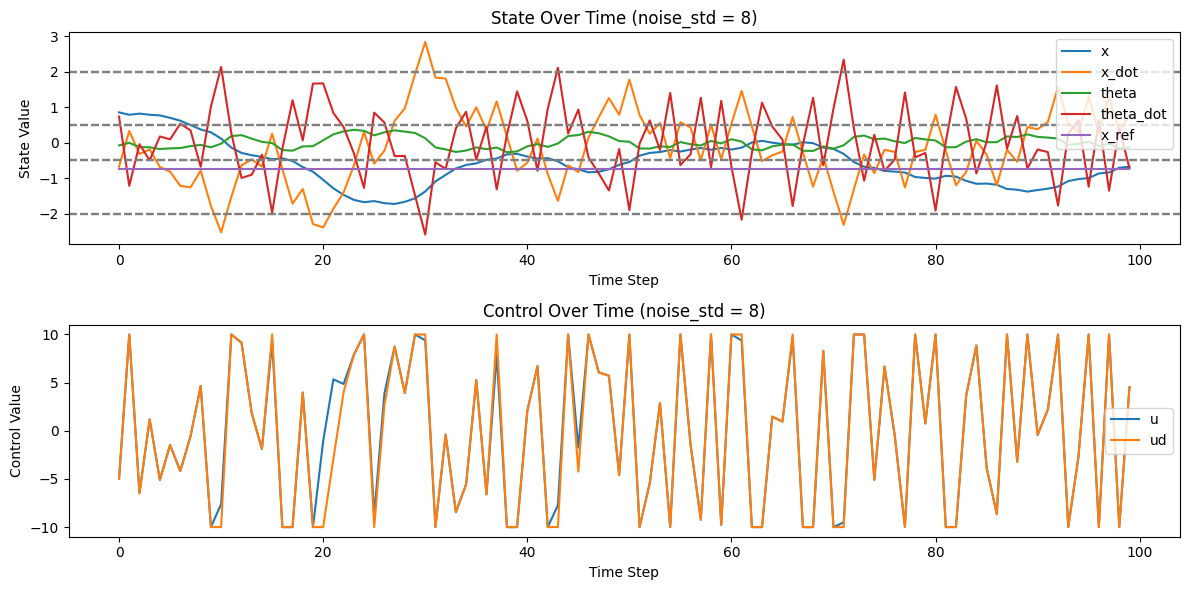 State Over Time (noise_std = 8)
3
2
1
0
−1
−2
State Value
0
20
40
60
80
100
Time Step
x
x_dot
theta
theta_dot
x_ref
Control Over Time (noise_std = 8)
10
5
0
−5
−10
Control Value
0
20
40
60
80
100
Time Step
u
ud